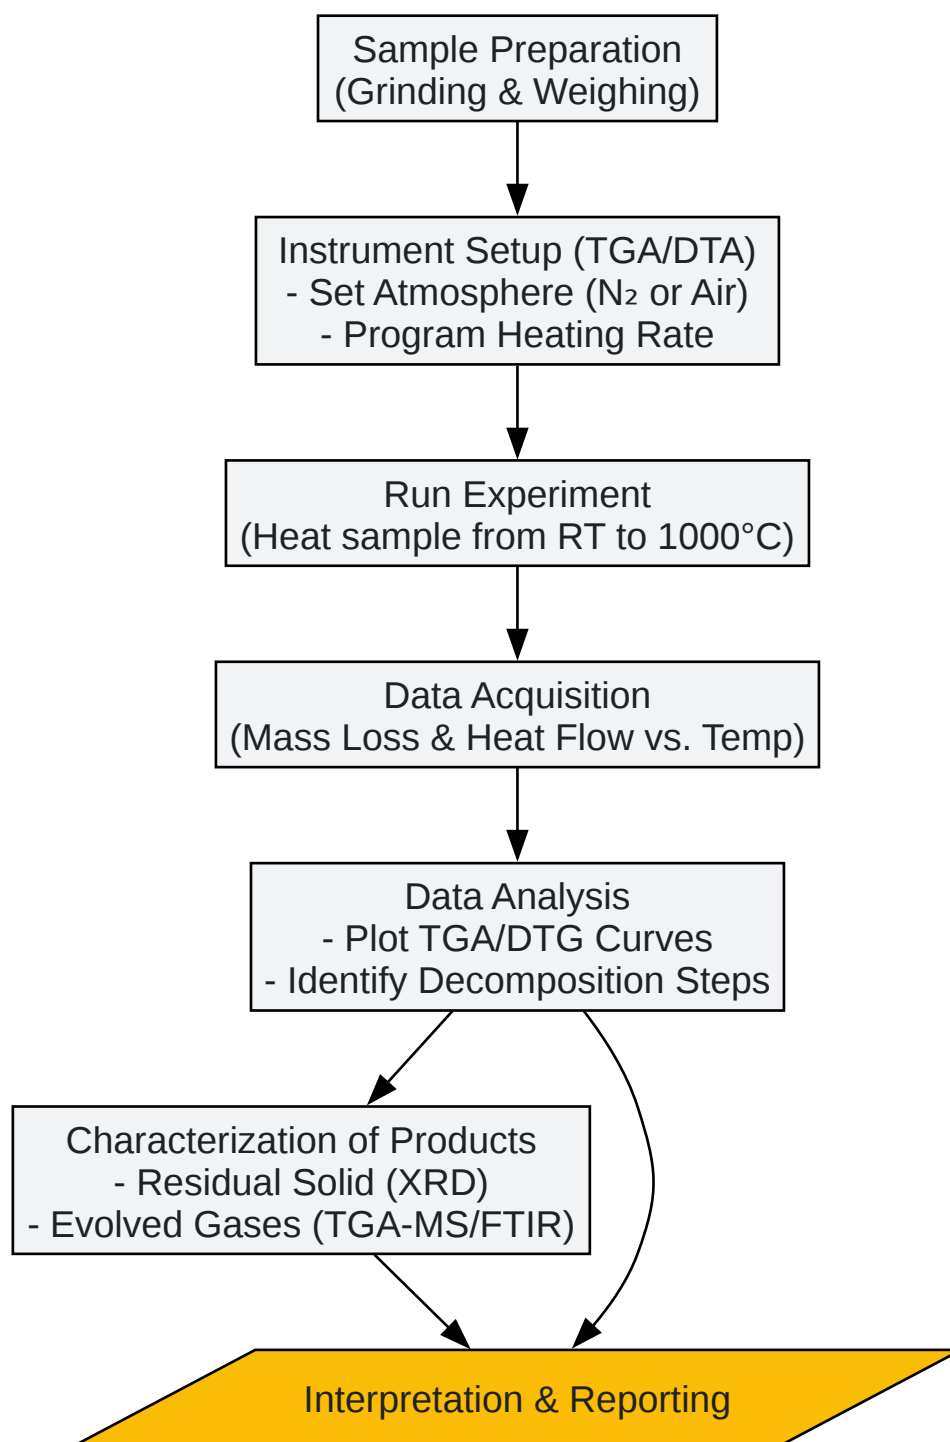 Sample Preparation
(Grinding & Weighing)
Instrument Setup (TGA/DTA)
- Set Atmosphere (N₂ or Air)
- Program Heating Rate
Run Experiment
(Heat sample from RT to 1000°C)
Data Acquisition
(Mass Loss & Heat Flow vs. Temp)
Data Analysis
- Plot TGA/DTG Curves
- Identify Decomposition Steps
Characterization of Products
- Residual Solid (XRD)
- Evolved Gases (TGA-MS/FTIR)
Interpretation & Reporting